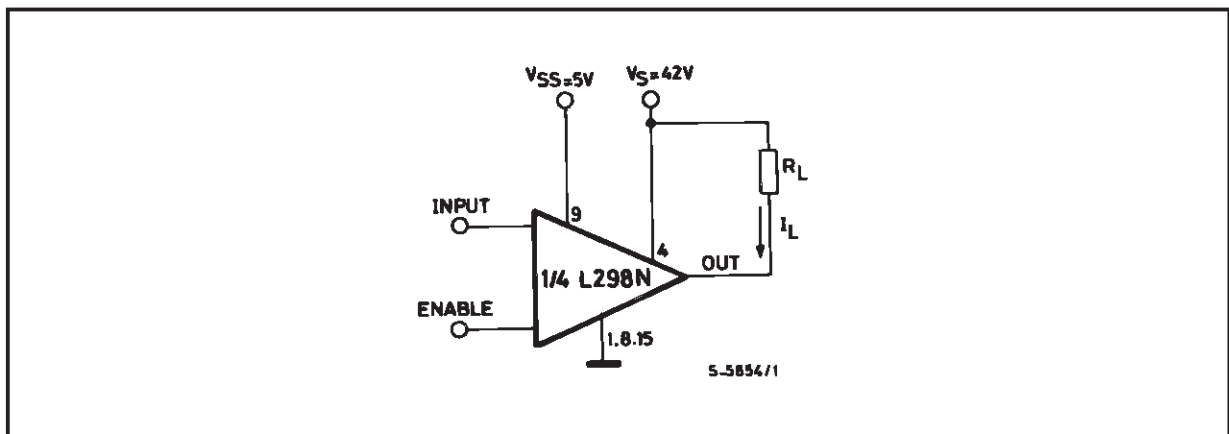 VSS=5V
VS=42V
INPUT
9
RL
IL
4
OUT
1/4 L298N
ENABLE
1.8.15
S-5854/1